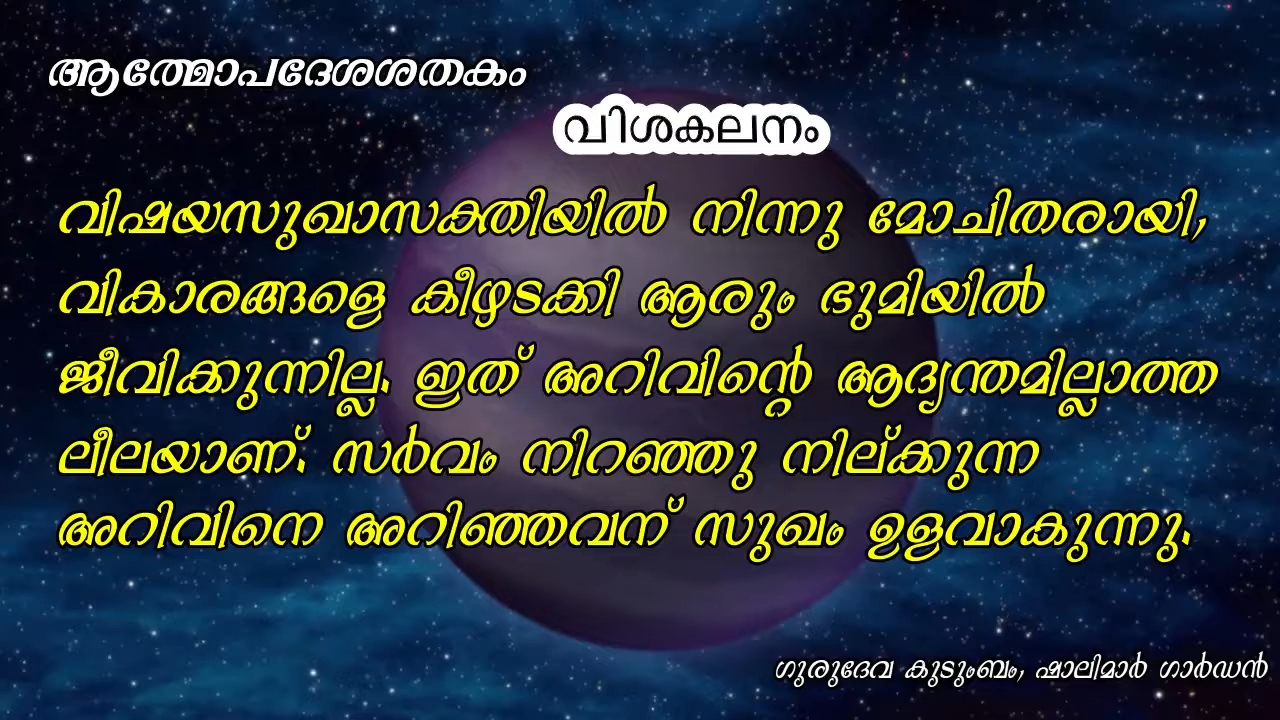 ആത്മോപദേശശതകം
വിശകലനം
വിഷയസുഖാസക്തിയിൽ നിന്നു മോചിതരായി,
വികാരങ്ങളെ കീഴടക്കി ആരും ഭുമിയിൽ
ജീവിക്കുന്നില്ല. ഇത് അറിവിന്റെ ആദ്യന്തമില്ലാത്ത
ലീലയാണ്. സർവം നിറഞ്ഞു നില്ക്കുന്ന
അറിവിനെ അറിഞ്ഞവന് സുഖം ഉളവാകുന്നു.
ഗുരുദേവ കുടുംബം, ഷാലിമാർ ഗാർഡൻ